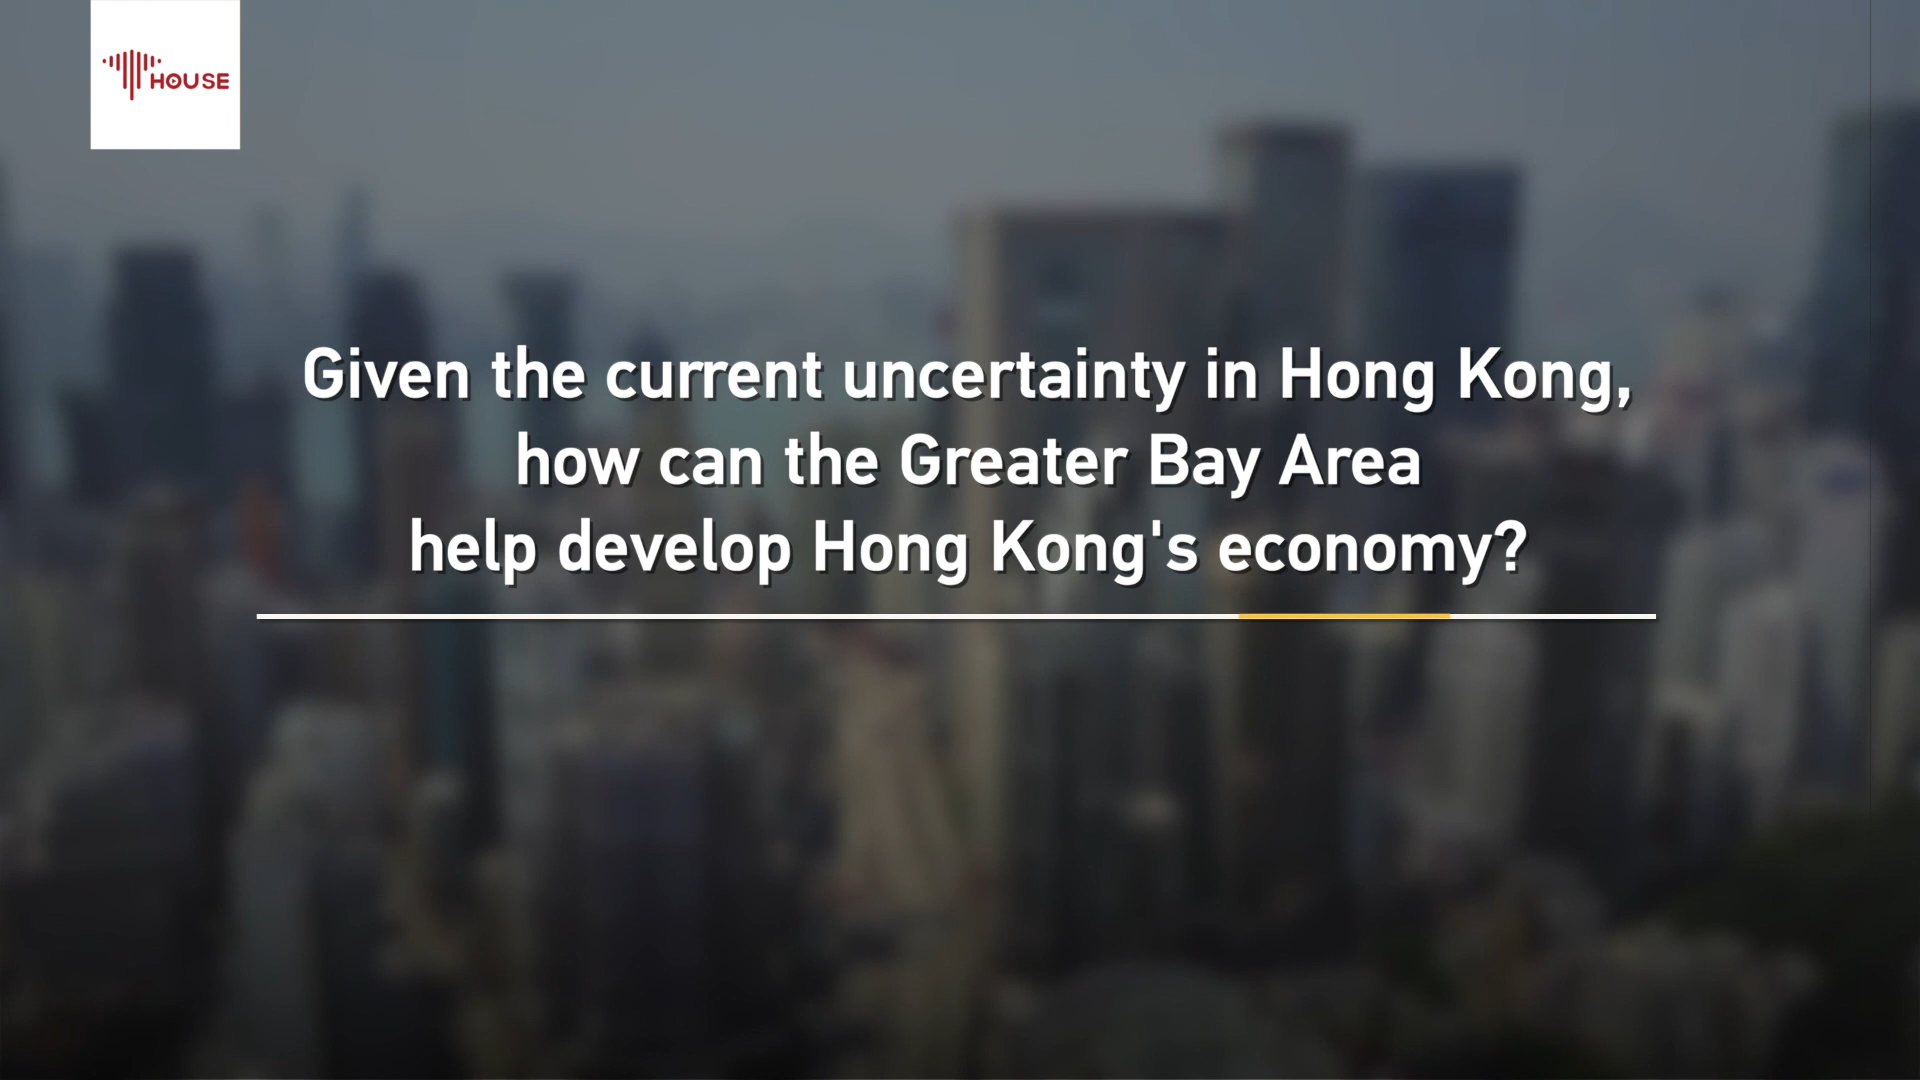 HOUSE
Given the current uncertainty in Hong Kong,
how can the Greater Bay Area
help develop Hong Kong's economy?